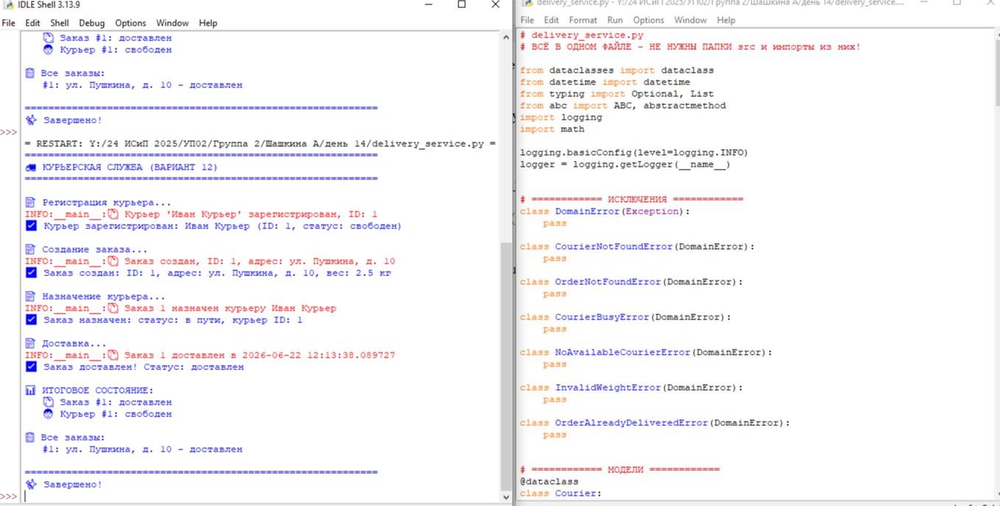 IDLE Shell 3.13.9
File Edit Shell Debug Options Window Help
Заказ #1: доставлен
Курьер #1: свободен
Все заказы:
#1: ул. Пушкина, д. 10 - доставлен
============================================================
Завершено!
>>>
= RESTART: Y:/24 ИСиП 2025/УП02/Группа 2/Шашкина А/день 14/delivery_service.py =
============================================================
КУРЬЕРСКАЯ СЛУЖБА (ВАРИАНТ 12)
============================================================
Регистрация курьера...
INFO:__main__: Курьер 'Иван Курьер' зарегистрирован, ID: 1
Курьер зарегистрирован: Иван Курьер (ID: 1, статус: свободен)
Создание заказа...
INFO:__main__: Заказ создан, ID: 1, адрес: ул. Пушкина, д. 10
Заказ создан: ID: 1, адрес: ул. Пушкина, д. 10, вес: 2.5 кг
Назначение курьера...
INFO:__main__: Заказ 1 назначен курьеру Иван Курьер
Заказ назначен: статус: в пути, курьер ID: 1
Доставка...
INFO:__main__: Заказ 1 доставлен в 2026-06-22 12:13:38.089727
Заказ доставлен! Статус: доставлен
ИТОГОВОЕ СОСТОЯНИЕ:
Заказ #1: доставлен
Курьер #1: свободен
Все заказы:
#1: ул. Пушкина, д. 10 - доставлен
============================================================
Завершено!
>>>
delivery_service.py - Y:/24 ИСиП 2025/УП02/Группа 2/Шашкина А/день 14/delivery_service....
File Edit Format Run Options Window Help
# delivery_service.py
# ВСЁ В ОДНОМ ФАЙЛЕ - НЕ НУЖНЫ ПАПКИ src и импорты из них!
from dataclasses import dataclass
from datetime import datetime
from typing import Optional, List
from abc import ABC, abstractmethod
import logging
import math
logging.basicConfig(level=logging.INFO)
logger = logging.getLogger(__name__)
# ============ ИСКЛЮЧЕНИЯ ============
class DomainError(Exception):
pass
class CourierNotFoundError(DomainError):
pass
class OrderNotFoundError(DomainError):
pass
class CourierBusyError(DomainError):
pass
class NoAvailableCourierError(DomainError):
pass
class InvalidWeightError(DomainError):
pass
class OrderAlreadyDeliveredError(DomainError):
pass
# ============ МОДЕЛИ ============
@dataclass
class Courier: